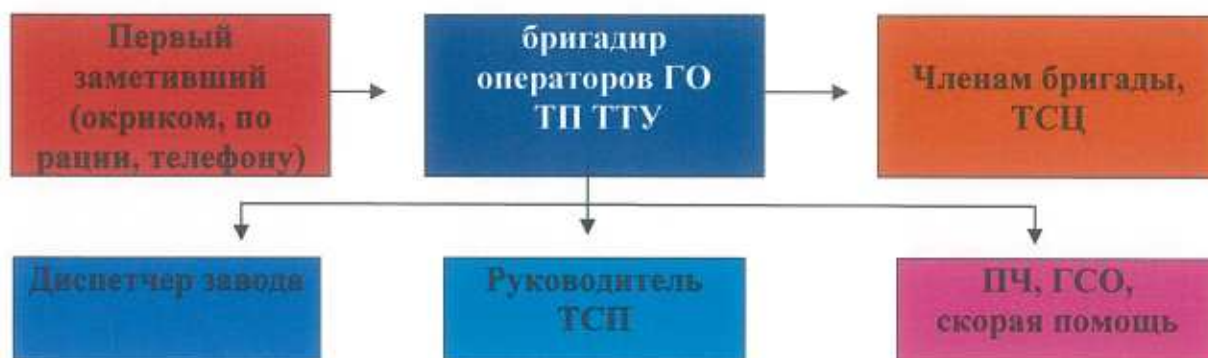 Первый
заметивший
(окриком, по
рации, телефону)
бригадир
операторов ГО
ТП ТТУ
Членам бригады,
ТСЦ
Диспетчер завода
Руководитель
ТСП
ПЧ, ГСО,
скорая помощь